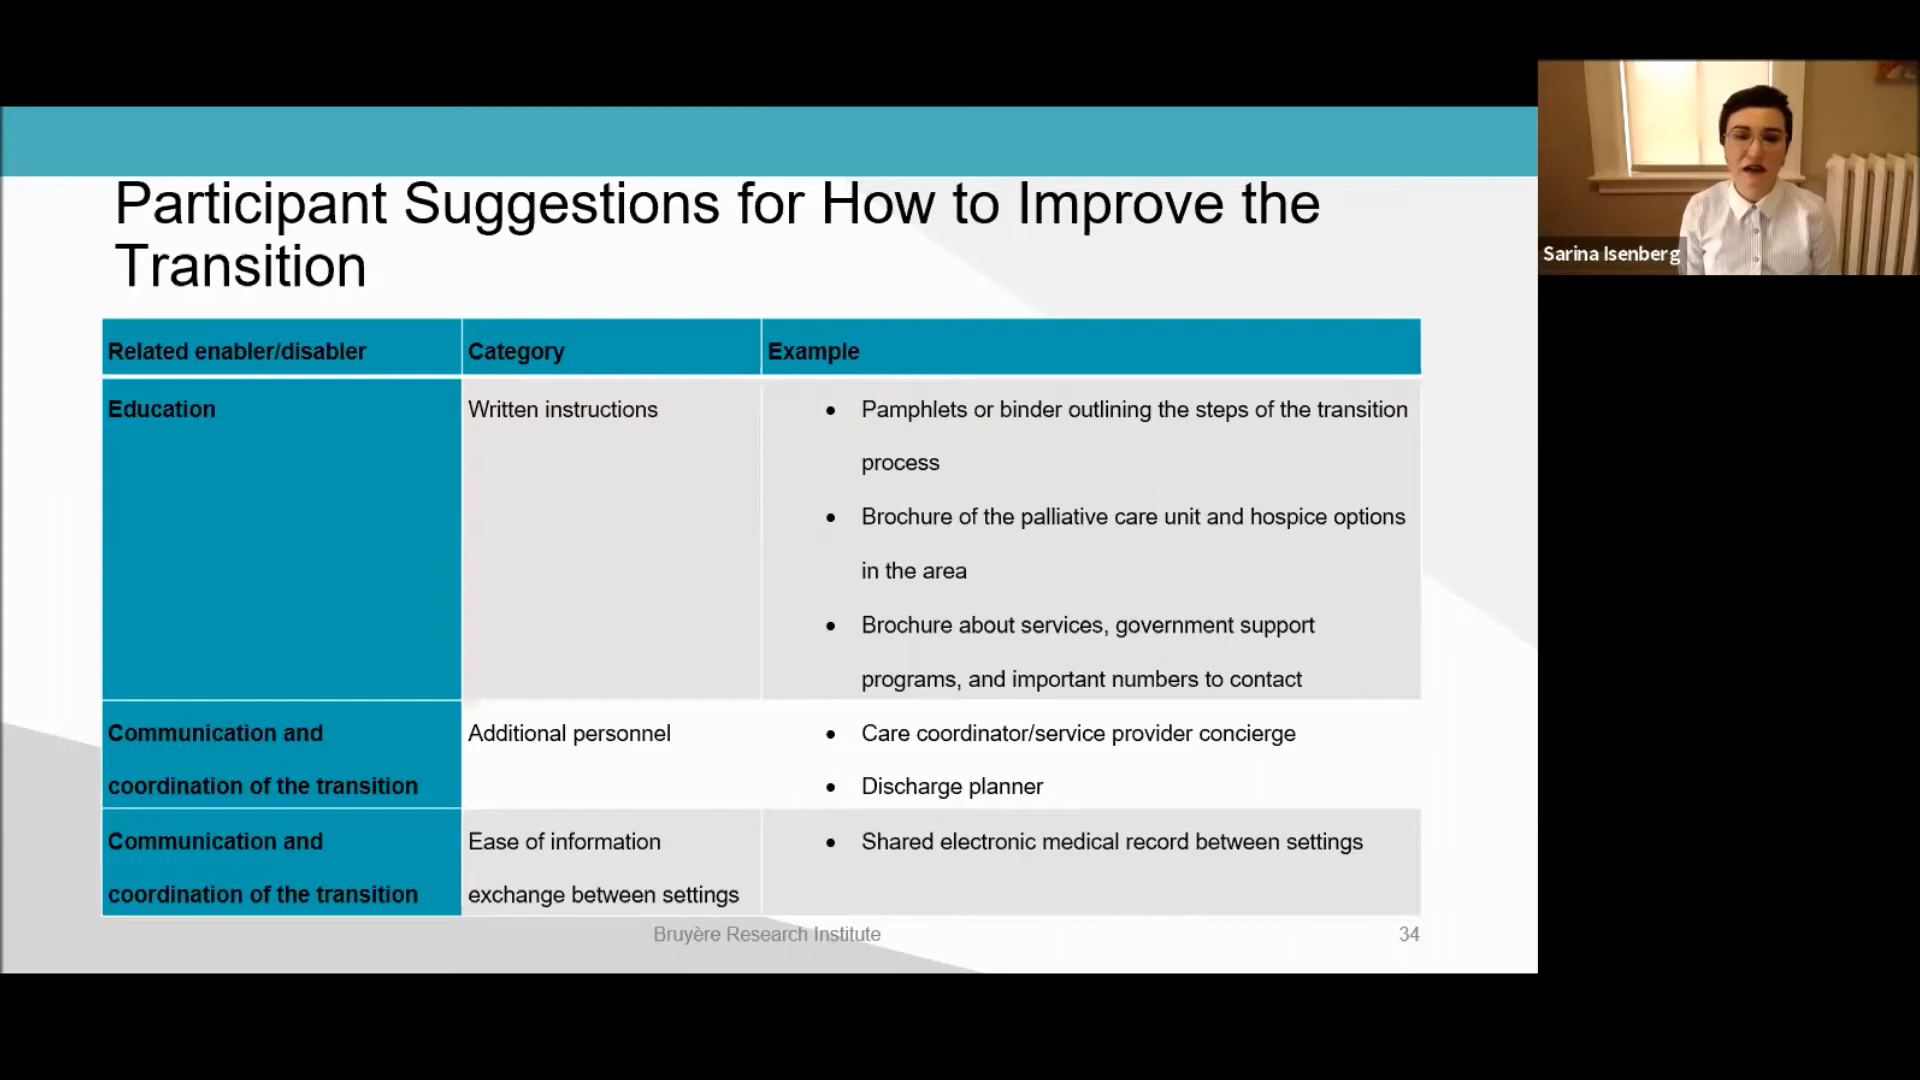 Participant Suggestions for How to Improve the
Transition
Related enabler/disabler
Category
Example
Education
Written instructions
• Pamphlets or binder outlining the steps of the transition
process
• Brochure of the palliative care unit and hospice options
in the area
• Brochure about services, government support
programs, and important numbers to contact
Communication and
coordination of the transition
Additional personnel
• Care coordinator/service provider concierge
• Discharge planner
Communication and
coordination of the transition
Ease of information
exchange between settings
• Shared electronic medical record between settings
Bruyère Research Institute
34
Sarina Isenberg